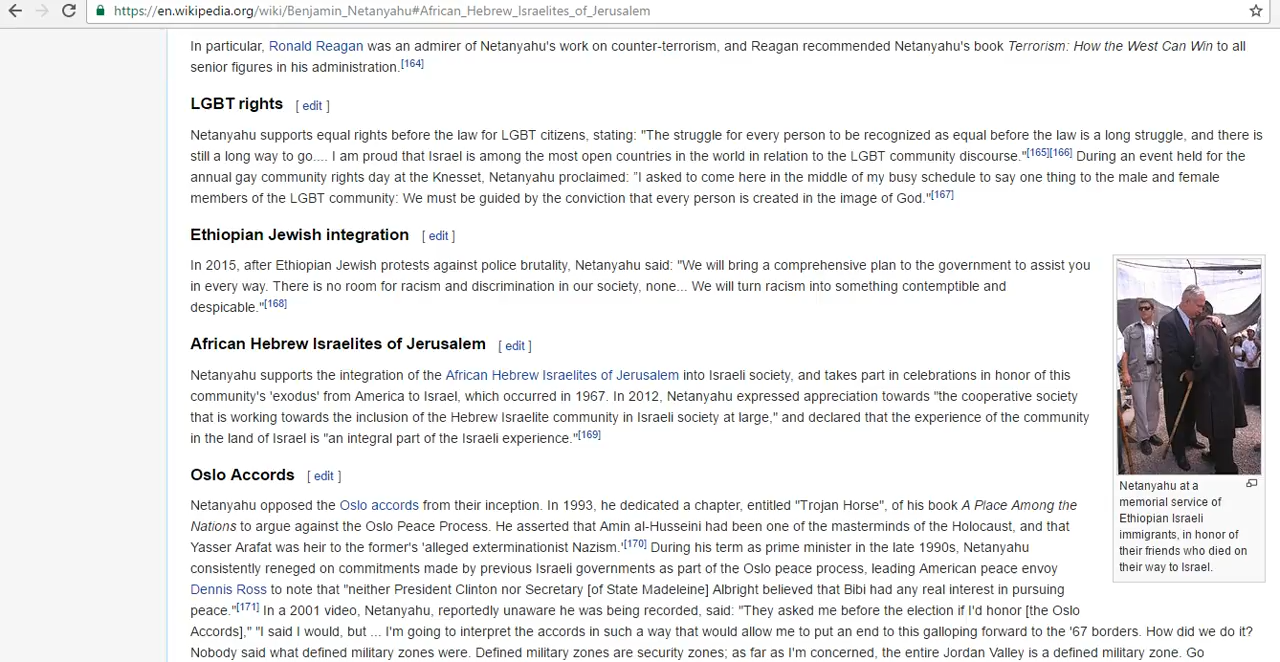 https://en.wikipedia.org/wiki/Benjamin_Netanyahu#African_Hebrew_Israelites_of_Jerusalem
In particular, Ronald Reagan was an admirer of Netanyahu's work on counter-terrorism, and Reagan recommended Netanyahu's book Terrorism: How the West Can Win to all
senior figures in his administration.[164]
LGBT rights [ edit ]
Netanyahu supports equal rights before the law for LGBT citizens, stating: "The struggle for every person to be recognized as equal before the law is a long struggle, and there is
still a long way to go.... I am proud that Israel is among the most open countries in the world in relation to the LGBT community discourse."[165][166] During an event held for the
annual gay community rights day at the Knesset, Netanyahu proclaimed: "I asked to come here in the middle of my busy schedule to say one thing to the male and female
members of the LGBT community: We must be guided by the conviction that every person is created in the image of God."[167]
Ethiopian Jewish integration [ edit ]
In 2015, after Ethiopian Jewish protests against police brutality, Netanyahu said: "We will bring a comprehensive plan to the government to assist you
in every way. There is no room for racism and discrimination in our society, none... We will turn racism into something contemptible and
despicable."[168]
African Hebrew Israelites of Jerusalem [ edit ]
Netanyahu supports the integration of the African Hebrew Israelites of Jerusalem into Israeli society, and takes part in celebrations in honor of this
community's 'exodus' from America to Israel, which occurred in 1967. In 2012, Netanyahu expressed appreciation towards "the cooperative society
that is working towards the inclusion of the Hebrew Israelite community in Israeli society at large," and declared that the experience of the community
in the land of Israel is "an integral part of the Israeli experience."[169]
Oslo Accords [ edit ]
Netanyahu opposed the Oslo accords from their inception. In 1993, he dedicated a chapter, entitled "Trojan Horse", of his book A Place Among the
Nations to argue against the Oslo Peace Process. He asserted that Amin al-Husseini had been one of the masterminds of the Holocaust, and that
Yasser Arafat was heir to the former's 'alleged exterminationist Nazism.'[170] During his term as prime minister in the late 1990s, Netanyahu
consistently reneged on commitments made by previous Israeli governments as part of the Oslo peace process, leading American peace envoy
Dennis Ross to note that "neither President Clinton nor Secretary [of State Madeleine] Albright believed that Bibi had any real interest in pursuing
peace."[171] In a 2001 video, Netanyahu, reportedly unaware he was being recorded, said: "They asked me before the election if I'd honor [the Oslo
Accords]," "I said I would, but ... I'm going to interpret the accords in such a way that would allow me to put an end to this galloping forward to the '67 borders. How did we do it?
Nobody said what defined military zones were. Defined military zones are security zones; as far as I'm concerned, the entire Jordan Valley is a defined military zone. Go
Netanyahu at a
memorial service of
Ethiopian Israeli
immigrants, in honor of
their friends who died on
their way to Israel.